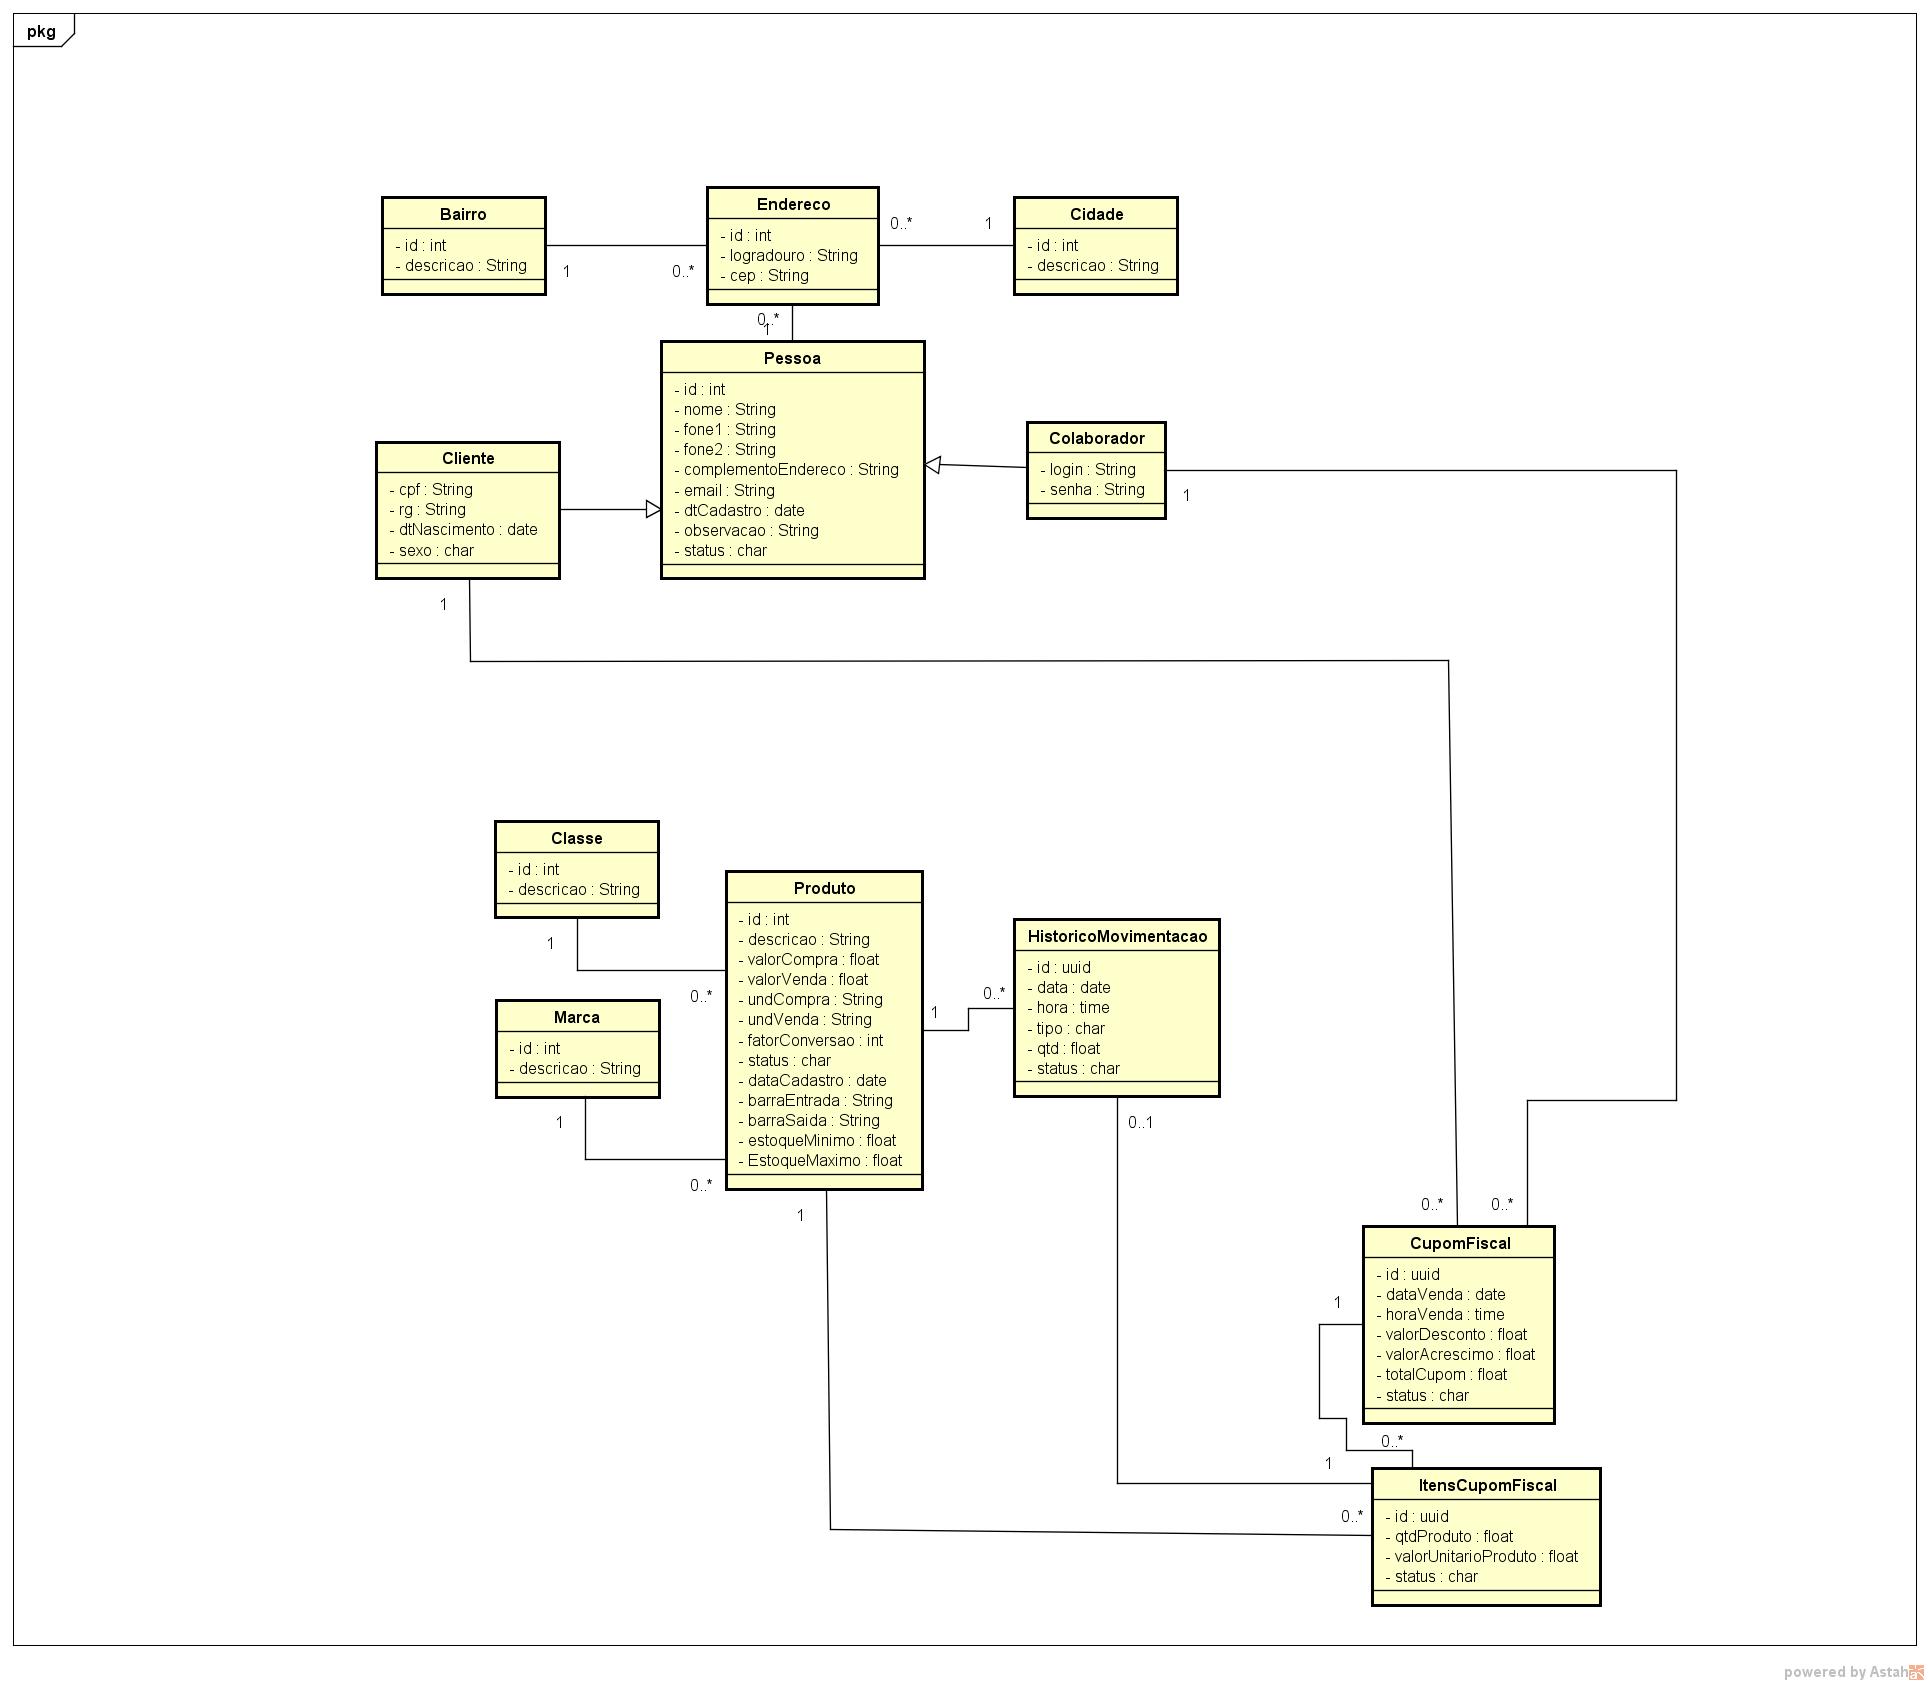 pkg
Bairro
- id : int
- descricao : String
1
0..*
Endereco
- id : int
- logradouro : String
- cep : String
0..*
1
Cidade
- id : int
- descricao : String
0..*
1
Pessoa
- id : int
- nome : String
- fone1 : String
- fone2 : String
- complementoEndereco : String
- email : String
- dtCadastro : date
- observacao : String
- status : char
Cliente
- cpf : String
- rg : String
- dtNascimento : date
- sexo : char
1
Colaborador
- login : String
- senha : String
1
Classe
- id : int
- descricao : String
1
0..*
Marca
- id : int
- descricao : String
1
0..*
Produto
- id : int
- descricao : String
- valorCompra : float
- valorVenda : float
- undCompra : String
- undVenda : String
- fatorConversao : int
- status : char
- dataCadastro : date
- barraEntrada : String
- barraSaida : String
- estoqueMinimo : float
- EstoqueMaximo : float
1
1
0..*
HistoricoMovimentacao
- id : uuid
- data : date
- hora : time
- tipo : char
- qtd : float
- status : char
0..1
0..*
0..*
CupomFiscal
- id : uuid
- dataVenda : date
- horaVenda : time
- valorDesconto : float
- valorAcrescimo : float
- totalCupom : float
- status : char
1
0..*
1
0..*
ItensCupomFiscal
- id : uuid
- qtdProduto : float
- valorUnitarioProduto : float
- status : char
powered by Astah